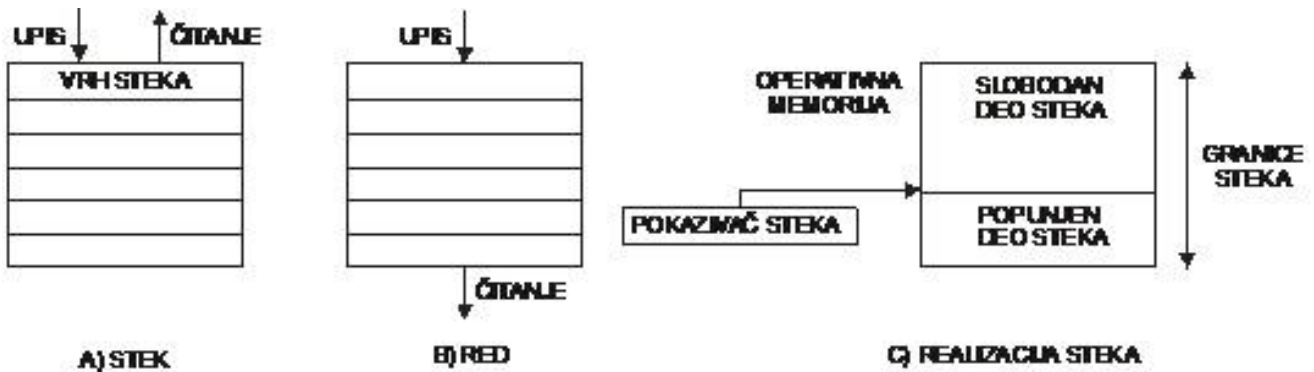 UPIS
ČITANJE
VRH STEKA
A) STEK
UPIS
ČITANJE
B) RED
OPERATIVNA
MEMORIJA
SLOBODAN
DEO STEKA
GRANICE
STEKA
POKAZIVAČ STEKA
POPUNJEN
DEO STEKA
C) REALIZACIJA STEKA